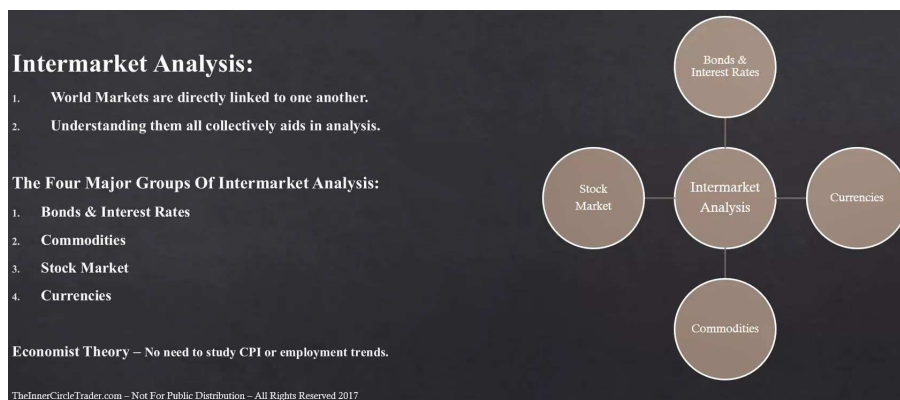 Intermarket Analysis:
1. World Markets are directly linked to one another.
2. Understanding them all collectively aids in analysis.
The Four Major Groups Of Intermarket Analysis:
1. Bonds & Interest Rates
2. Commodities
3. Stock Market
4. Currencies
Economist Theory – No need to study CPI or employment trends.
TheInnerCircleTrader.com – Not For Public Distribution – All Rights Reserved 2017
Bonds &
Interest Rates
Stock
Market
Intermarket
Analysis
Currencies
Commodities